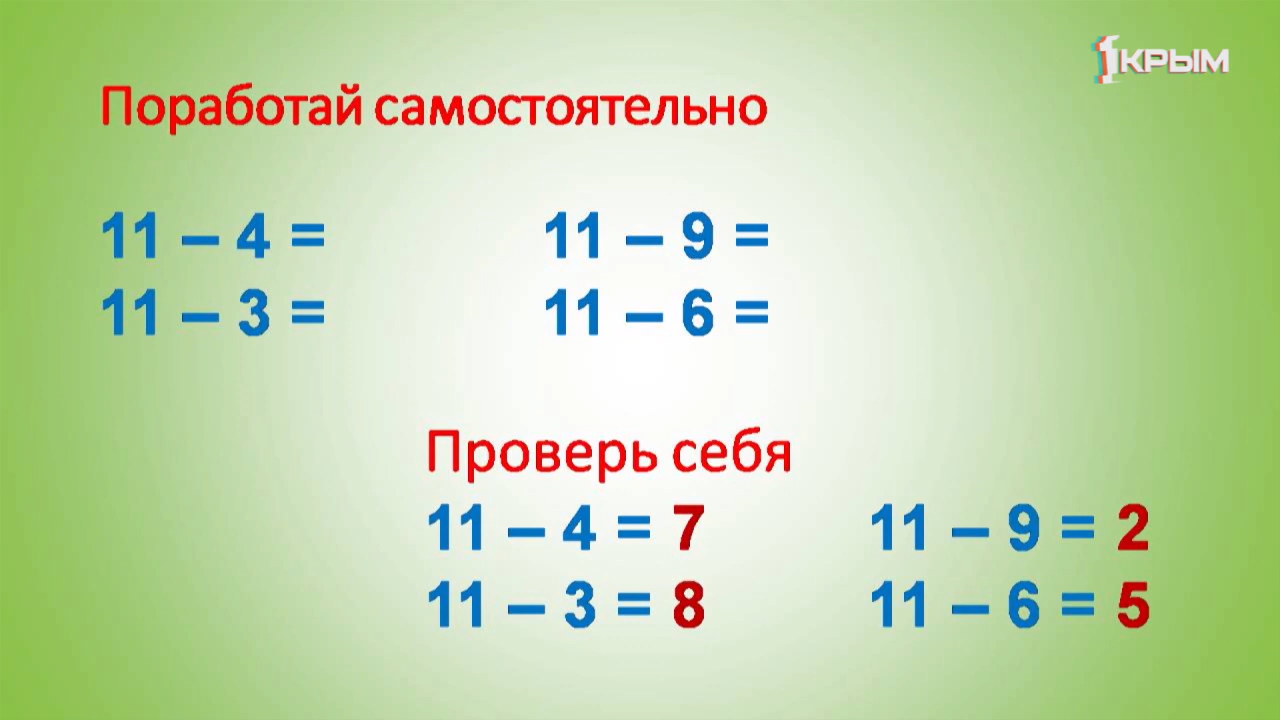 1КРЫМ
Поработай самостоятельно
11 – 4 = 11 – 9 =
11 – 3 = 11 – 6 =
Проверь себя
11 – 4 = 7 11 – 9 = 2
11 – 3 = 8 11 – 6 = 5